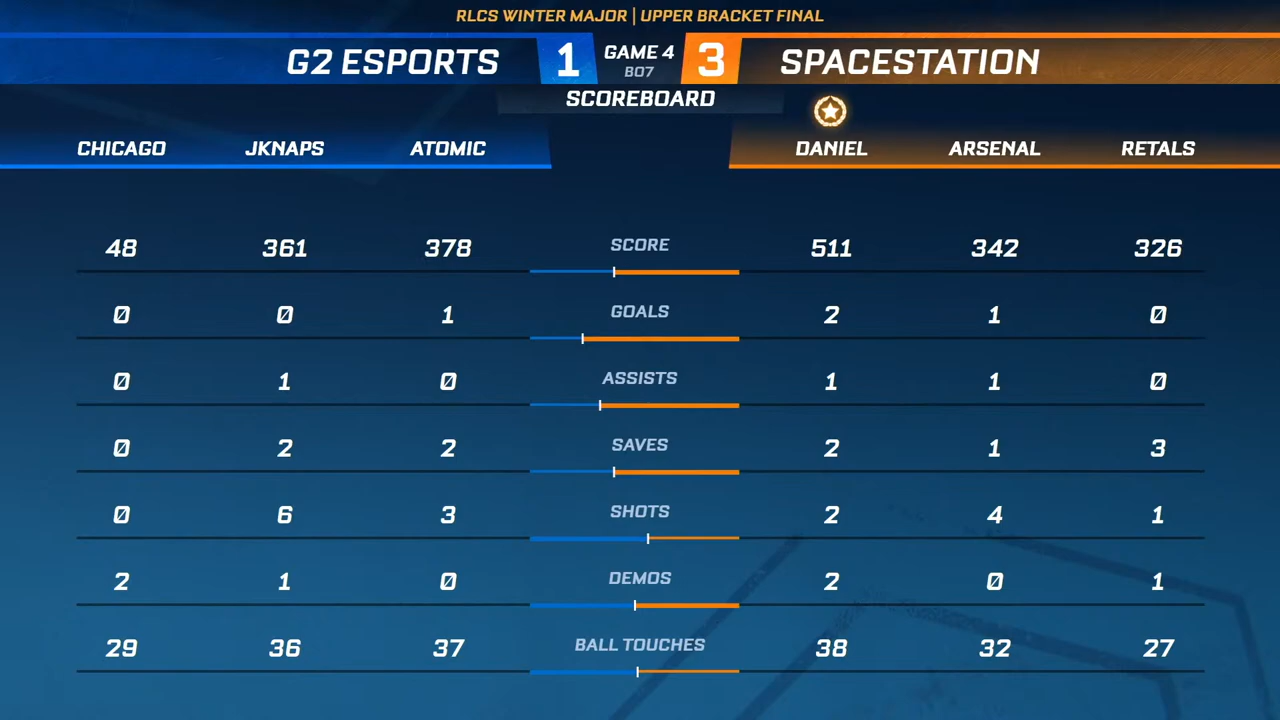 RLCS WINTER MAJOR | UPPER BRACKET FINAL
G2 ESPORTS 1 GAME 4 3 SPACESTATION
BO7
SCOREBOARD
CHICAGO JKNAPS ATOMIC DANIEL ARSENAL RETALS
48 361 378 SCORE 511 342 326
0 0 1 GOALS 2 1 0
0 1 0 ASSISTS 1 1 0
0 2 2 SAVES 2 1 3
0 6 3 SHOTS 2 4 1
2 1 0 DEMOS 2 0 1
29 36 37 BALL TOUCHES 38 32 27